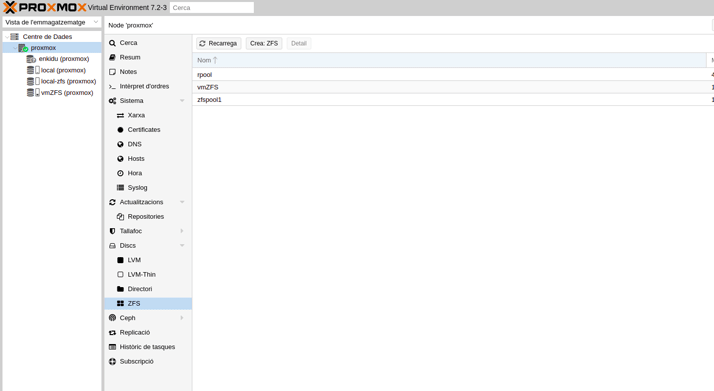 PROXMOX Virtual Environment 7.2-3 Cerca
Vista de l'emmagatzematge
Node 'proxmox'
Centre de Dades
proxmox
enkidu (proxmox)
local (proxmox)
local-zfs (proxmox)
vmZFS (proxmox)
Cerca
Resum
Notes
Intèrpret d'ordres
Sistema
Xarxa
Certificates
DNS
Hosts
Hora
Syslog
Actualitzacions
Repositories
Tallafoc
Discs
LVM
LVM-Thin
Directori
ZFS
Ceph
Replicació
Històric de tasques
Subscripció
Recarrega Crea: ZFS Detail
Nom
rpool
vmZFS
zfspool1